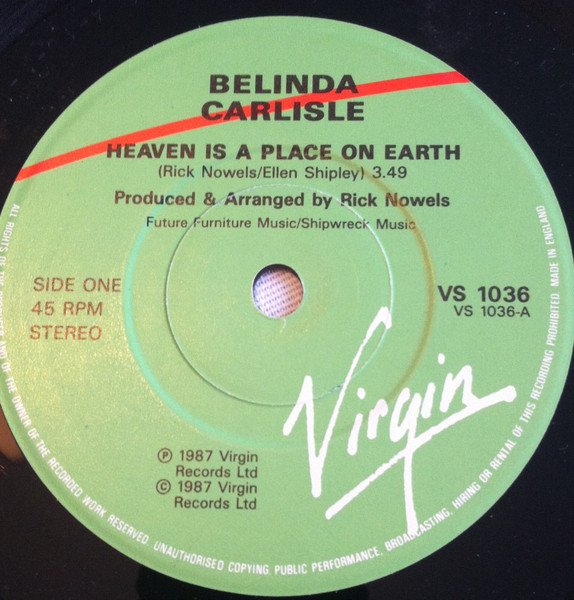 BELINDA
CARLISLE
HEAVEN IS A PLACE ON EARTH
(Rick Nowels/Ellen Shipley) 3.49
Produced & Arranged by Rick Nowels
Future Furniture Music/Shipwreck Music
SIDE ONE
45 RPM
STEREO
VS 1036
VS 1036-A
Virgin
℗ 1987 Virgin
Records Ltd
© 1987 Virgin
Records Ltd
ALL RIGHTS OF THE PRODUCER AND OF THE OWNER OF THE RECORDED WORK RESERVED. UNAUTHORISED COPYING, PUBLIC PERFORMANCE, BROADCASTING, HIRING OR RENTAL OF THIS RECORDING PROHIBITED. MADE IN ENGLAND